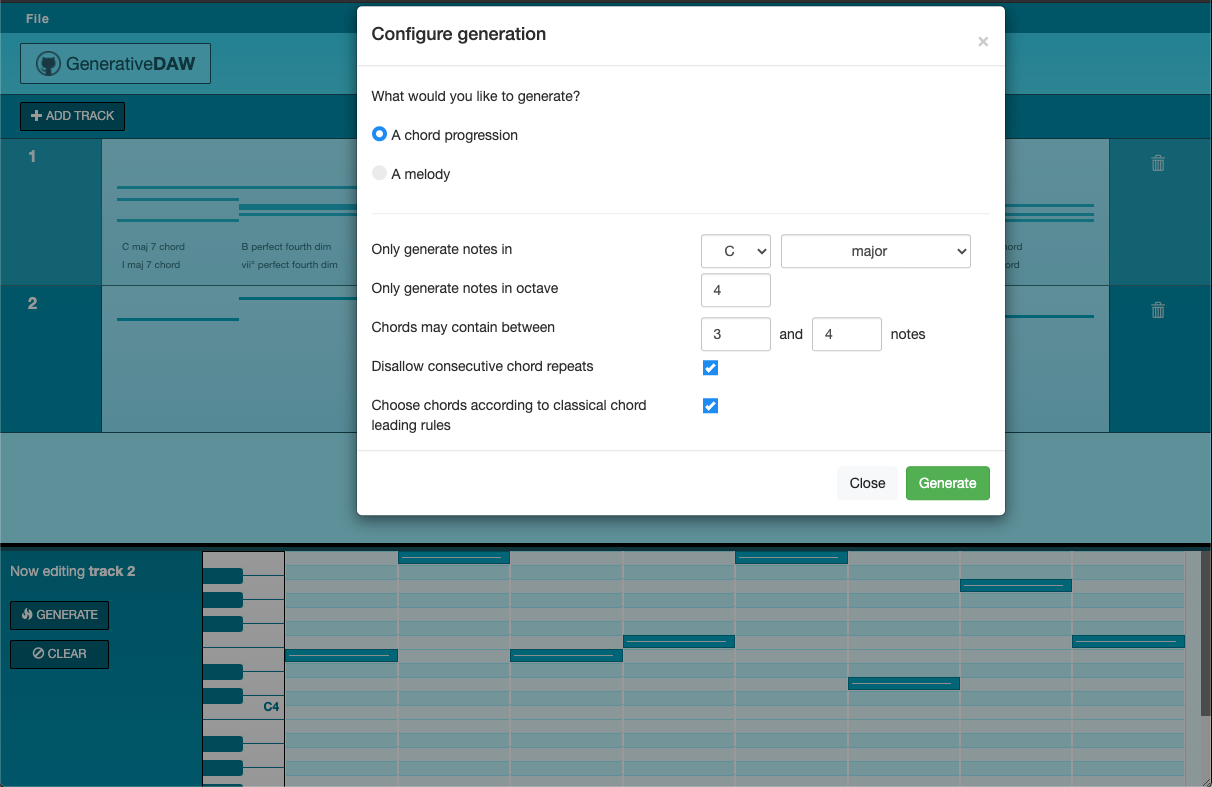 File
GenerativeDAW
ADD TRACK
1
C maj 7 chord
B perfect fourth dim
I maj 7 chord
vii° perfect fourth dim
2
Configure generation
×
What would you like to generate?
A chord progression
A melody
Only generate notes in
C
major
Only generate notes in octave
4
Chords may contain between
3 and 4 notes
Disallow consecutive chord repeats
Choose chords according to classical chord
leading rules
Close
Generate
Now editing track 2
GENERATE
CLEAR
C4